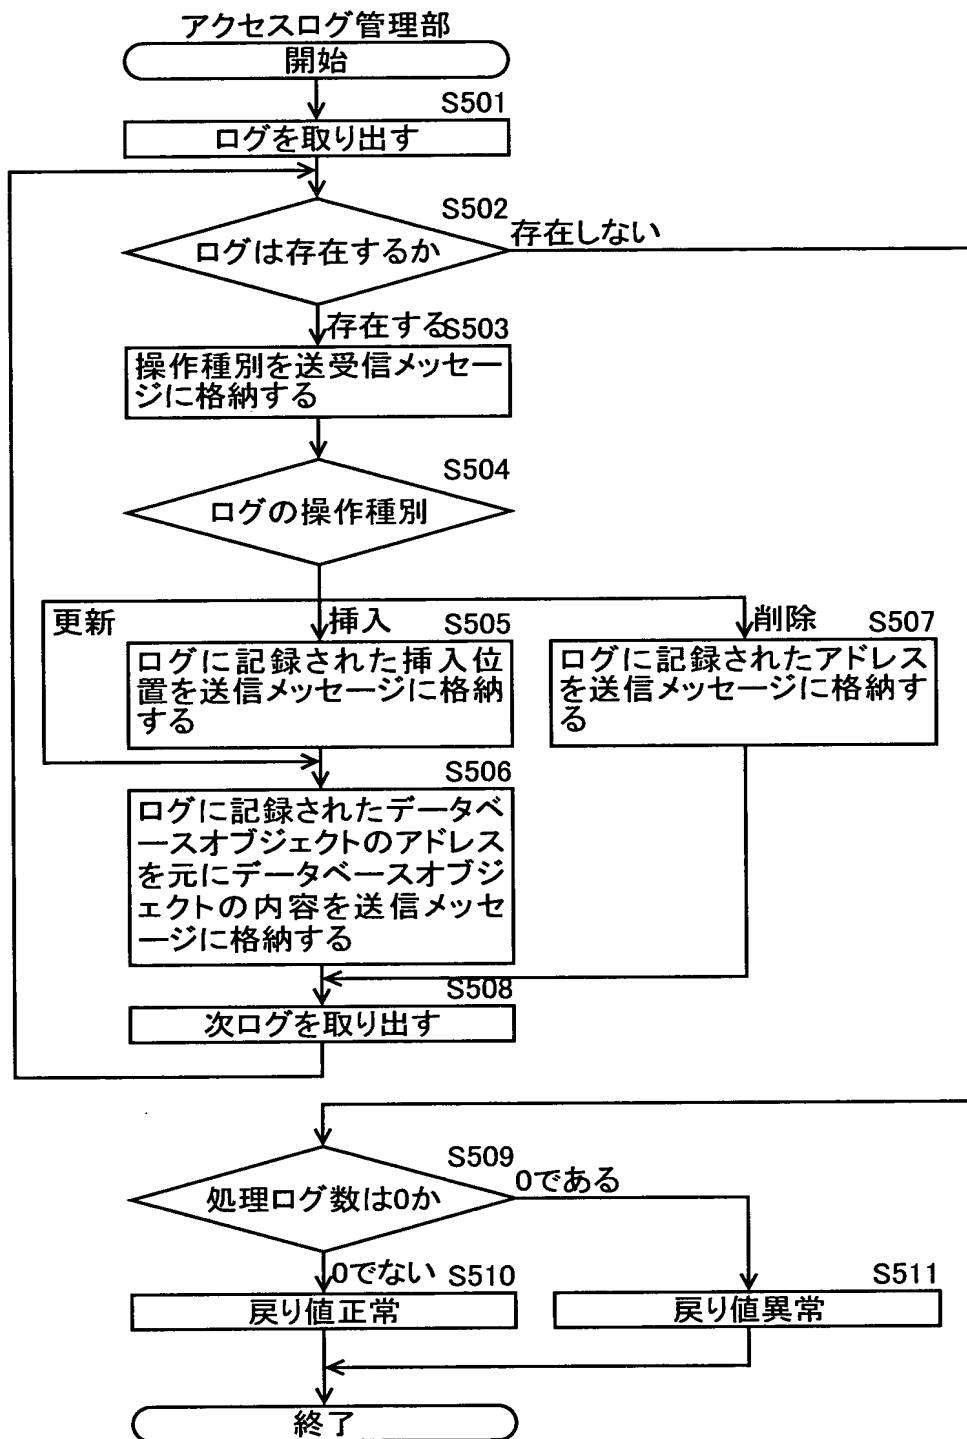 アクセスログ管理部
開始
S501
ログを取り出す
S502
ログは存在するか
存在しない
存在する
S503
操作種別を送受信メッセー
ジに格納する
S504
ログの操作種別
更新
挿入
S505
削除
S507
ログに記録された挿入位
置を送信メッセージに格納
する
ログに記録されたアドレス
を送信メッセージに格納す
る
S506
ログに記録されたデータベ
ースオブジェクトのアドレス
を元にデータベースオブジ
ェクトの内容を送信メッセ
ージに格納する
S508
次ログを取り出す
S509
処理ログ数は0か
0である
0でない
S510
戻り値正常
S511
戻り値異常
終了